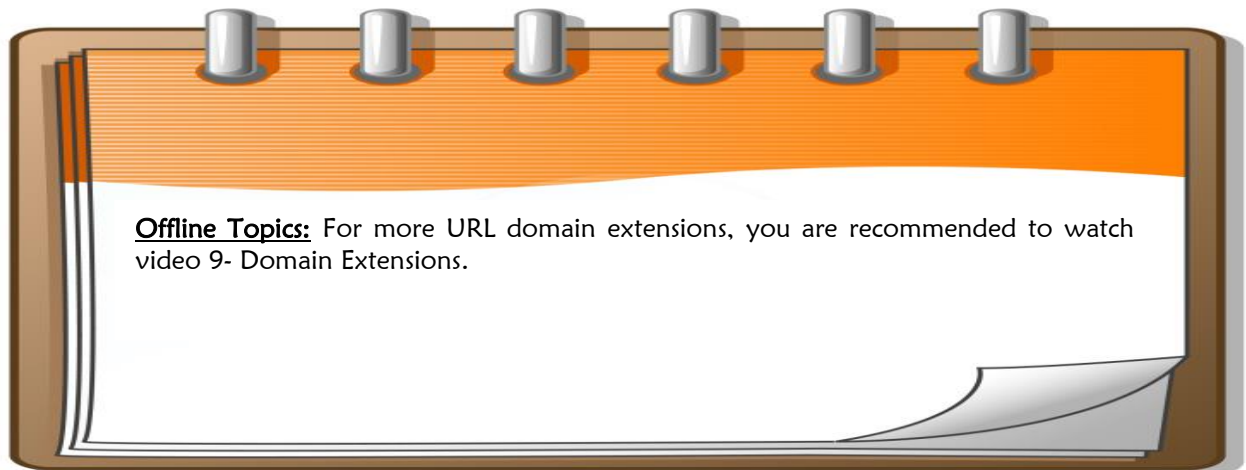 Offline Topics: For more URL domain extensions, you are recommended to watch
video 9- Domain Extensions.